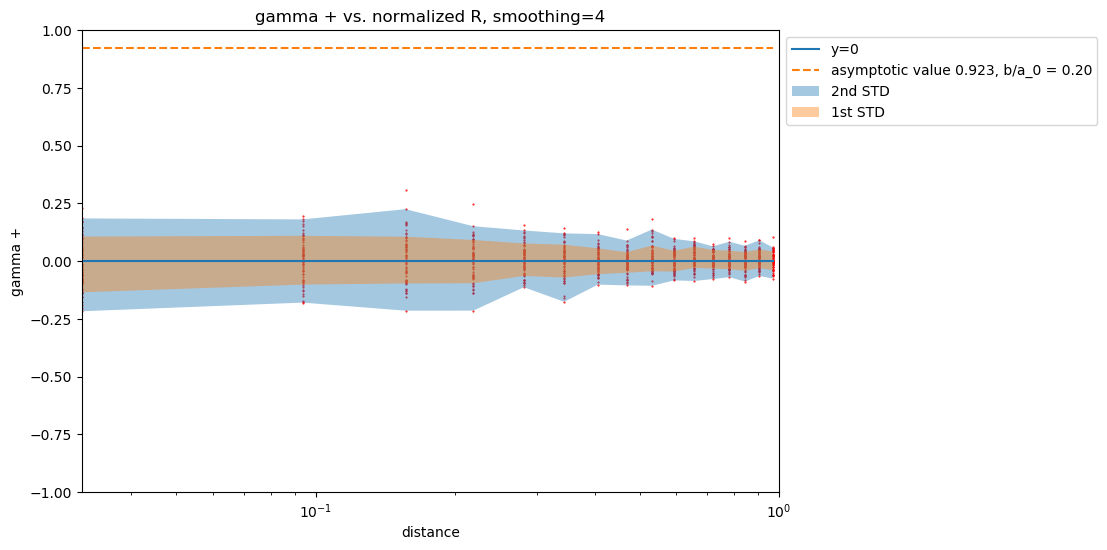 gamma + vs. normalized R, smoothing=4
1.00
0.75
0.50
0.25
0.00
−0.25
−0.50
−0.75
−1.00
gamma +
10⁻¹
10⁰
distance
y=0
asymptotic value 0.923, b/a_0 = 0.20
2nd STD
1st STD